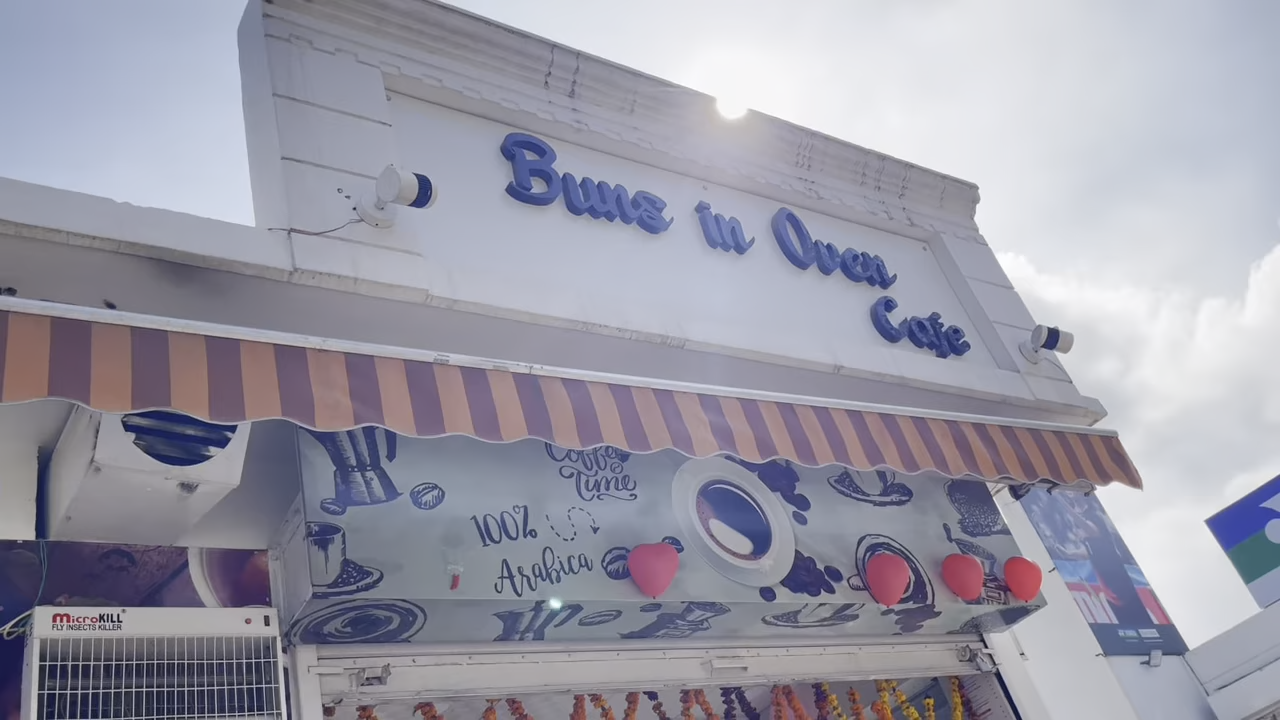 Buns in Oven
Cafe
Coffee
Time
100%
Arabica
MicroKILL
FLY INSECTS KILLER